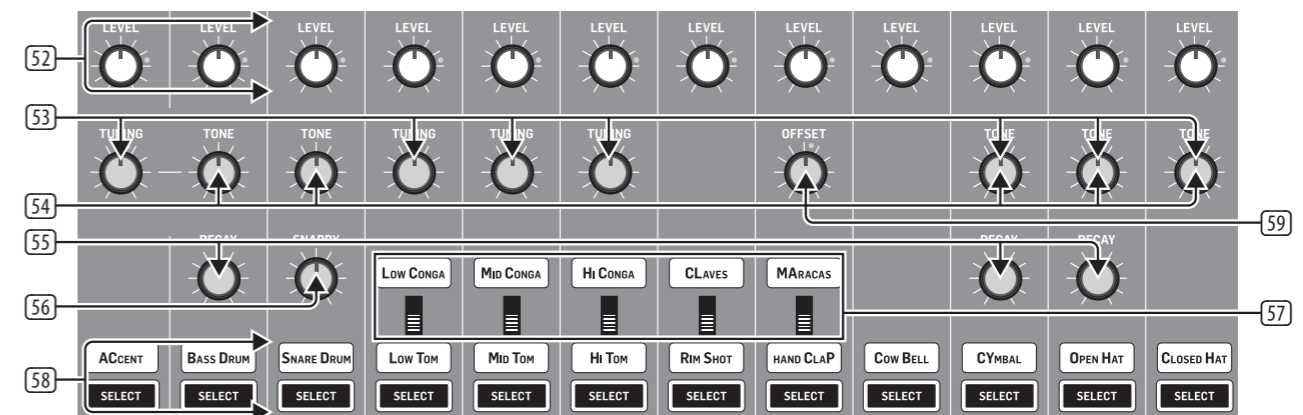 LEVEL LEVEL LEVEL LEVEL LEVEL LEVEL LEVEL LEVEL LEVEL LEVEL LEVEL LEVEL
52
53
TUNING TONE TONE TUNING TUNING TUNING OFFSET TONE TONE TONE
54
59
55
DECAY SNAPPY DECAY DECAY
Low Conga Mid Conga Hi Conga CLaves MAracas
56
57
ACcent Bass Drum Snare Drum Low Tom Mid Tom Hi Tom Rim Shot hand ClaP Cow Bell CYmbal Open Hat Closed Hat
58
SELECT SELECT SELECT SELECT SELECT SELECT SELECT SELECT SELECT SELECT SELECT SELECT